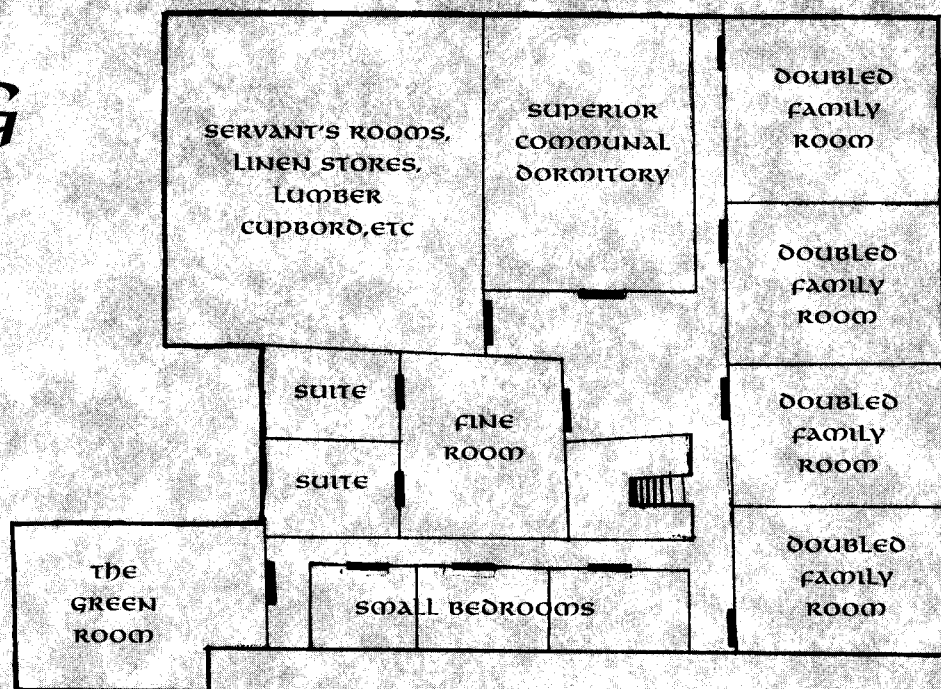 SERVANT'S ROOMS,
LINEN STORES,
LUMBER
CUPBORD,ETC
SUPERIOR
COMMUNAL
DORMITORY
DOUBLED
FAMILY
ROOM
DOUBLED
FAMILY
ROOM
SUITE
FINE
ROOM
DOUBLED
FAMILY
ROOM
SUITE
DOUBLED
FAMILY
ROOM
THE
GREEN
ROOM
SMALL BEDROOMS